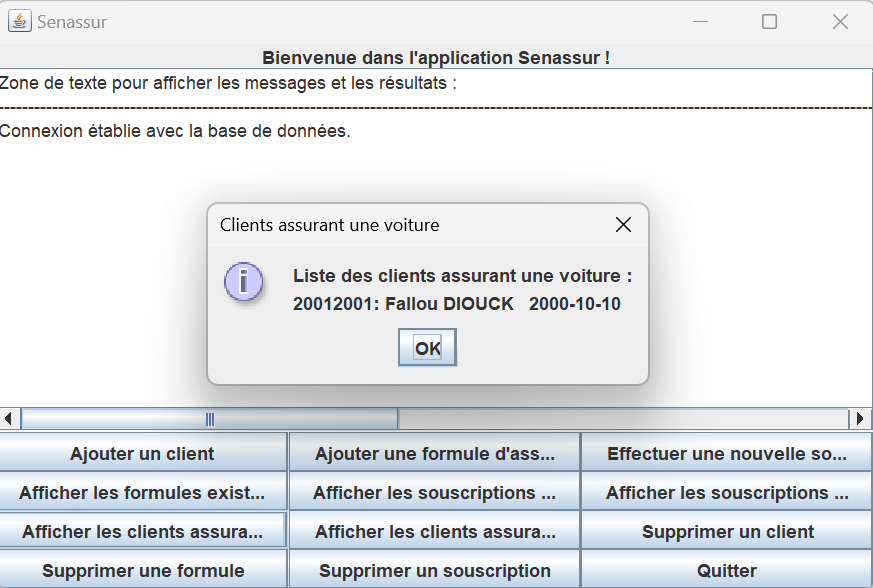 Senassur
Bienvenue dans l'application Senassur !
Zone de texte pour afficher les messages et les résultats :
Connexion établie avec la base de données.
Clients assurant une voiture
Liste des clients assurant une voiture :
20012001: Fallou DIOUCK   2000-10-10
OK
Ajouter un client
Ajouter une formule d'ass...
Effectuer une nouvelle so...
Afficher les formules exist...
Afficher les souscriptions ...
Afficher les souscriptions ...
Afficher les clients assura...
Afficher les clients assura...
Supprimer un client
Supprimer une formule
Supprimer un souscription
Quitter